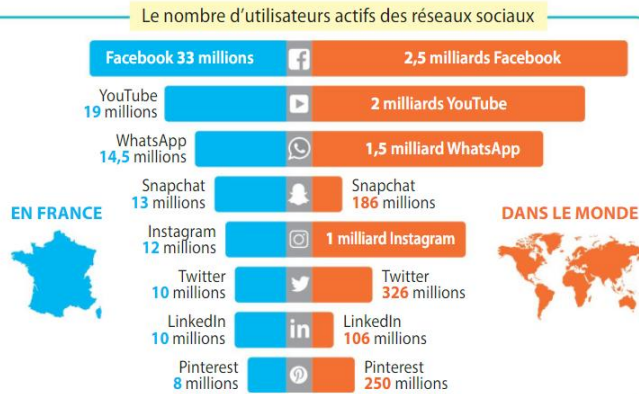 Le nombre d'utilisateurs actifs des réseaux sociaux
Facebook 33 millions
2,5 milliards Facebook
YouTube
19 millions
2 milliards YouTube
WhatsApp
14,5 millions
1,5 milliard WhatsApp
Snapchat
13 millions
Snapchat
186 millions
EN FRANCE
DANS LE MONDE
Instagram
12 millions
1 milliard Instagram
Twitter
10 millions
Twitter
326 millions
LinkedIn
10 millions
in
LinkedIn
106 millions
Pinterest
8 millions
Pinterest
250 millions